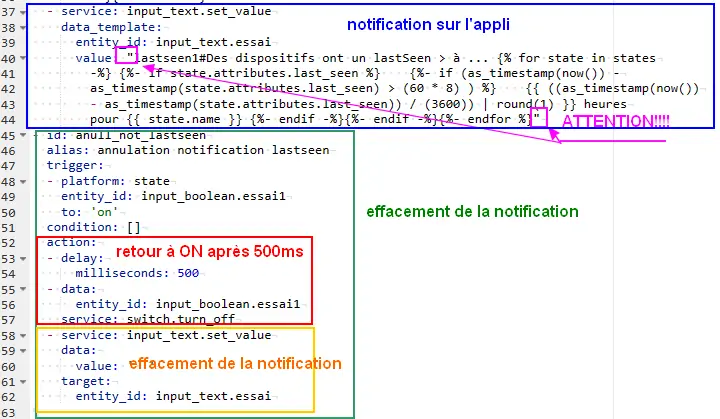 37 - service: input_text.set_value
notification sur l'appli
38 data_template:
39 entity_id: input_text.essai
40 value: "lastseen1#Des dispositifs ont un lastSeen > à ... {% for state in states
41 -%} {%- if state.attributes.last_seen %} {%- if (as_timestamp(now()) -
42 as_timestamp(state.attributes.last_seen) > (60 * 8) ) %} {{ ((as_timestamp(now())
43 - as_timestamp(state.attributes.last_seen)) / (3600)) | round(1) }} heures
44 pour {{ state.name }} {%- endif -%}{%- endif -%}{%- endfor %}"
ATTENTION!!!!
45 - id: anull_not_lastseen
46 alias: annulation notification lastseen
47 trigger:
48 - platform: state
49 entity_id: input_boolean.essai1
50 to: 'on'
effacement de la notification
51 condition: []
52 action:
retour à ON après 500ms
53 - delay:
54 milliseconds: 500
55 - data:
56 entity_id: input_boolean.essai1
57 service: switch.turn_off
58 - service: input_text.set_value
59 data:
60 value:
effacement de la notification
61 target:
62 entity_id: input_text.essai
63